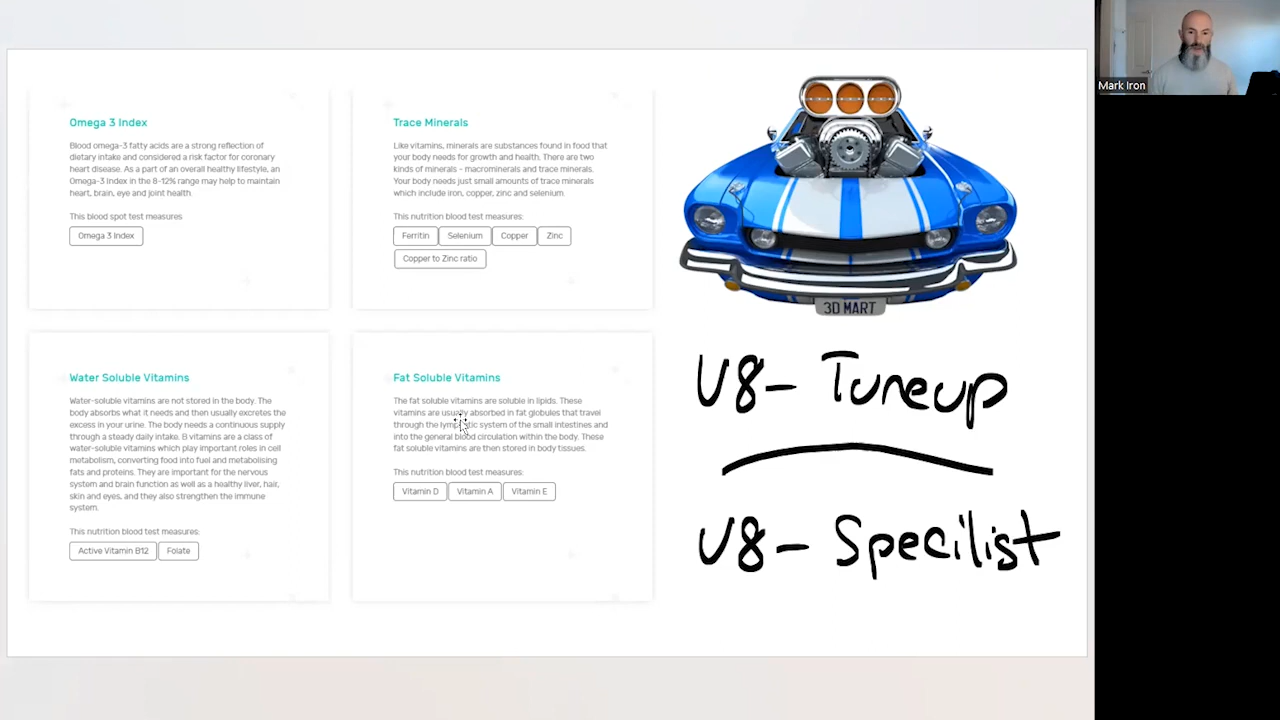 Mark Iron
Omega 3 Index
Blood omega-3 fatty acids are a strong reflection of
dietary intake and considered a risk factor for coronary
heart disease. As a part of an overall healthy lifestyle, an
Omega-3 Index in the 8-12% range may help to maintain
heart, brain, eye and joint health
This blood spot test measures
Omega 3 Index
Trace Minerals
Like vitamins, minerals are substances found in food that
your body needs for growth and health. There are two
kinds of minerals - macrominerals and trace minerals.
Your body needs just small amounts of trace minerals
which include iron, copper, zinc and selenium
This nutrition blood test measures:
Ferritin Selenium Copper Zinc
Copper to Zinc ratio
3D MART
Water Soluble Vitamins
Water-soluble vitamins are not stored in the body. The
body absorbs what it needs and then usually excretes the
excess in your urine. The body needs a continuous supply
through a steady daily intake. B vitamins are a class of
water-soluble vitamins which play important roles in cell
metabolism, converting food into fuel and metabolising
fats and proteins. They are important for the nervous
system and brain function as well as a healthy liver, hair,
skin and eyes, and they also strengthen the immune
system.
This nutrition blood test measures:
Active Vitamin B12 Folate
Fat Soluble Vitamins
The fat soluble vitamins are soluble in lipids. These
vitamins are usually absorbed in fat globules that travel
through the lymphatic system of the small intestines and
into the general blood circulation within the body. These
fat soluble vitamins are then stored in body tissues.
This nutrition blood test measures:
Vitamin D Vitamin A Vitamin E
V8- Tuneup
V8- Specilist